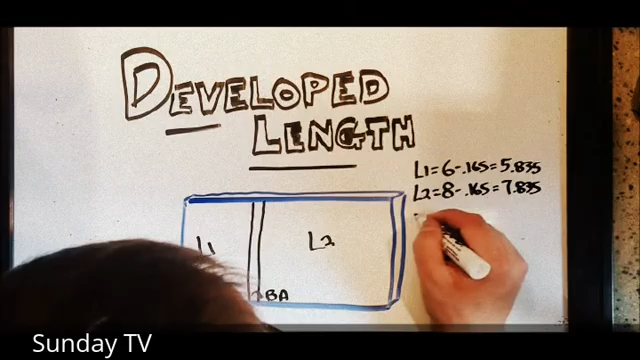 DEVELOPED
LENGTH
L1=6-.165=5.835
L2=8-.165=7.835
L1
L2
BA
Sunday TV